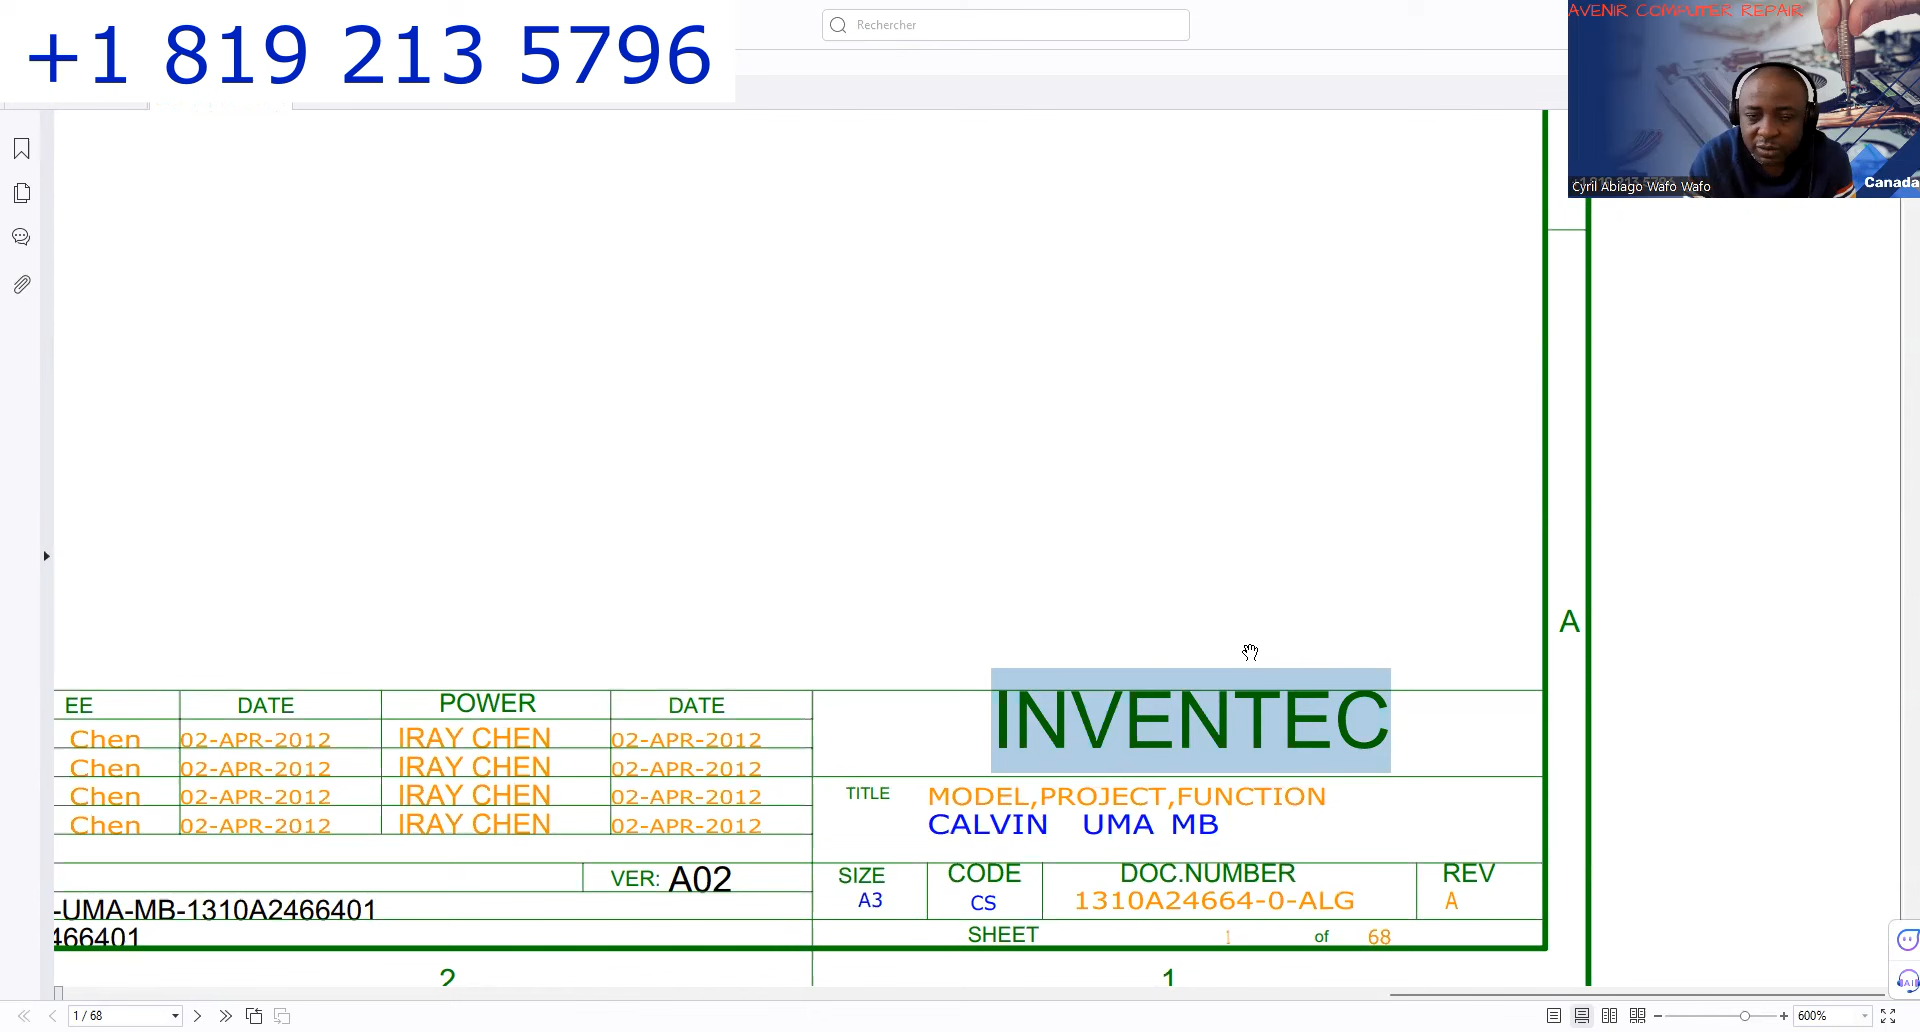 +1 819 213 5796
Rechercher
AVENIR COMPUTER REPAIR
Cyril Abiago Wafo Wafo
Canada
A
INVENTEC
EE DATE POWER DATE
Chen 02-APR-2012 IRAY CHEN 02-APR-2012
Chen 02-APR-2012 IRAY CHEN 02-APR-2012
Chen 02-APR-2012 IRAY CHEN 02-APR-2012
Chen 02-APR-2012 IRAY CHEN 02-APR-2012
TITLE MODEL,PROJECT,FUNCTION
CALVIN UMA MB
VER: A02
SIZE CODE DOC.NUMBER REV
A3 CS 1310A24664-0-ALG A
-UMA-MB-1310A2466401
466401
SHEET 1 of 68
2 1
AI
1 / 68
600%